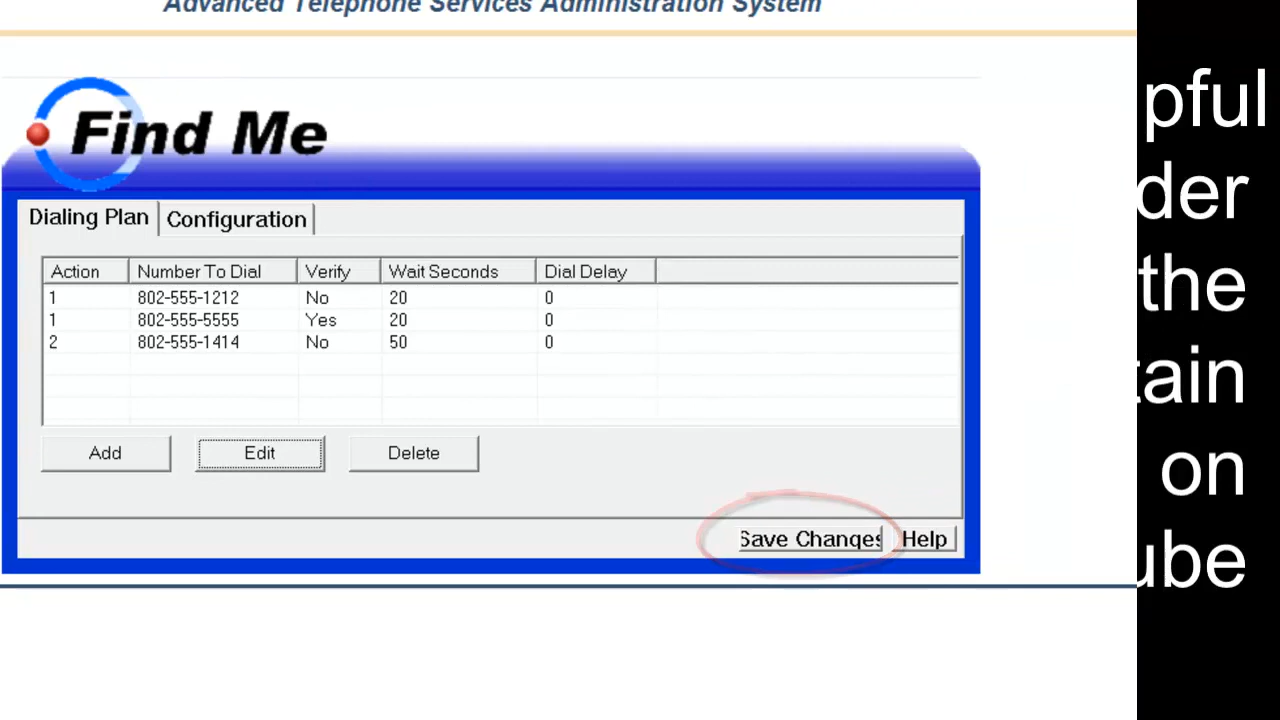 Advanced Telephone Services Administration System
Find Me
Dialing Plan Configuration
Action Number To Dial Verify Wait Seconds Dial Delay
1 802-555-1212 No 20 0
1 802-555-5555 Yes 20 0
2 802-555-1414 No 50 0
Add Edit Delete
Save Changes Help
pful
der
the
tain
on
ube